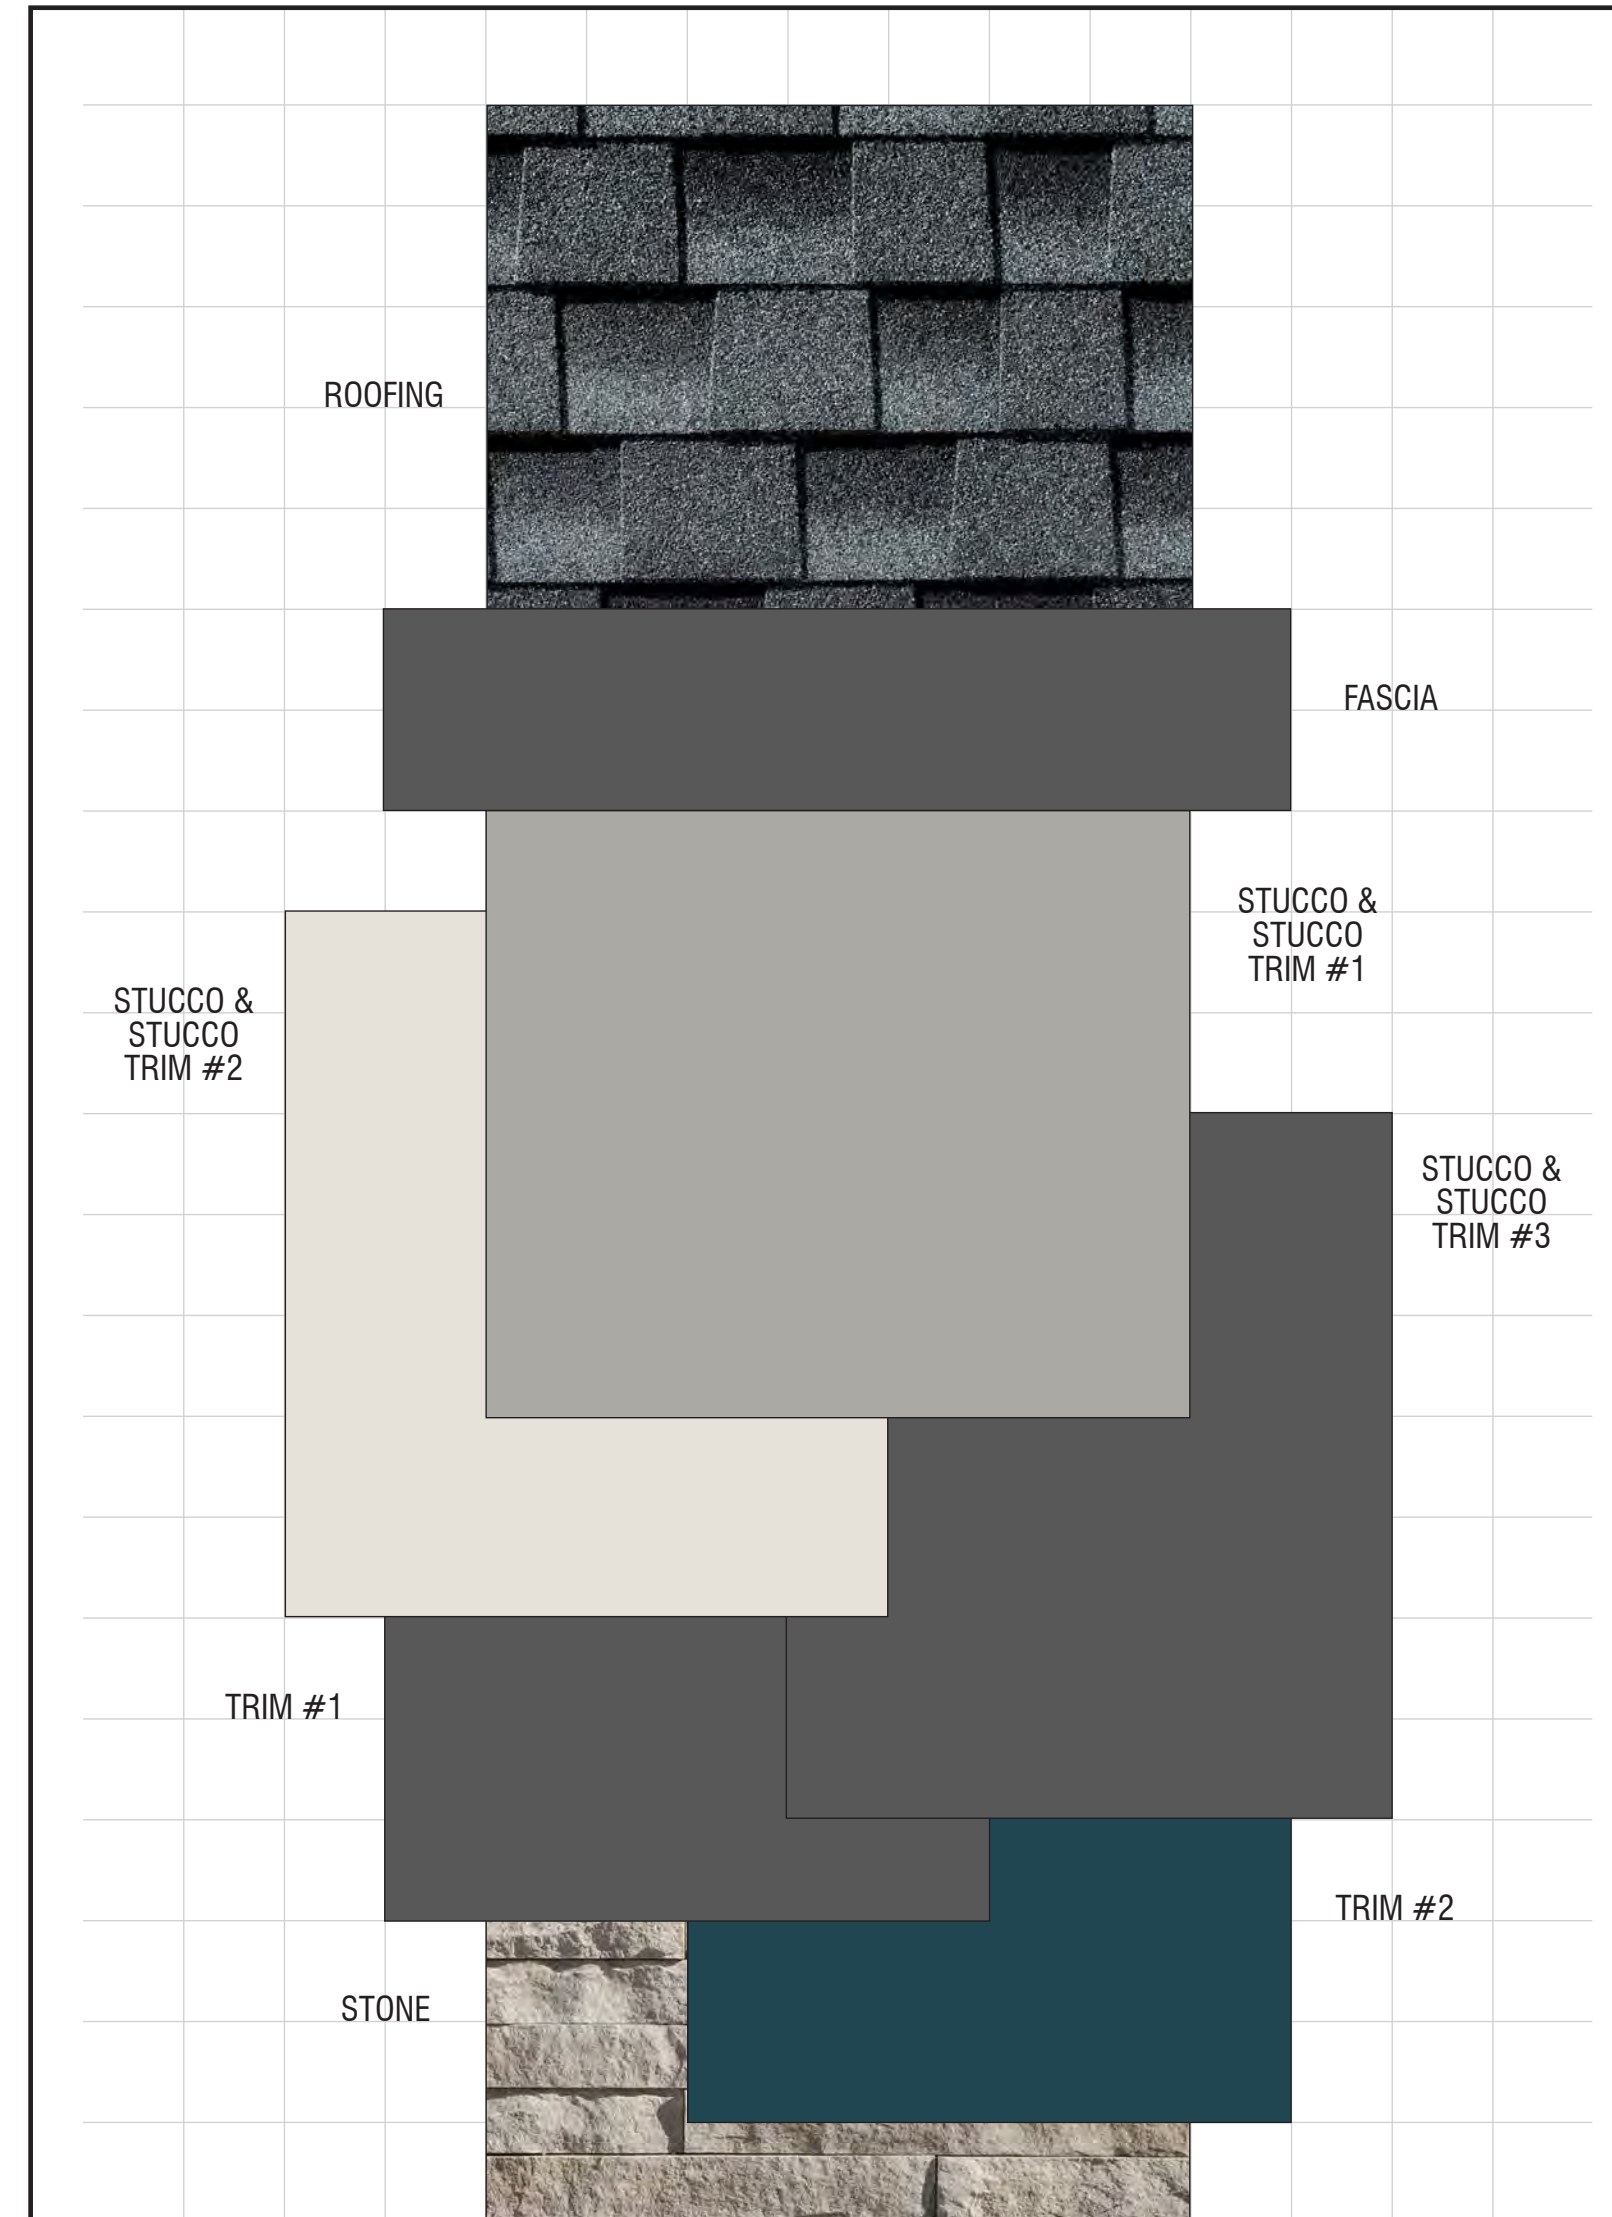 ROOFING
FASCIA
STUCCO &
STUCCO
TRIM #1
STUCCO &
STUCCO
TRIM #2
STUCCO &
STUCCO
TRIM #3
TRIM #1
TRIM #2
STONE